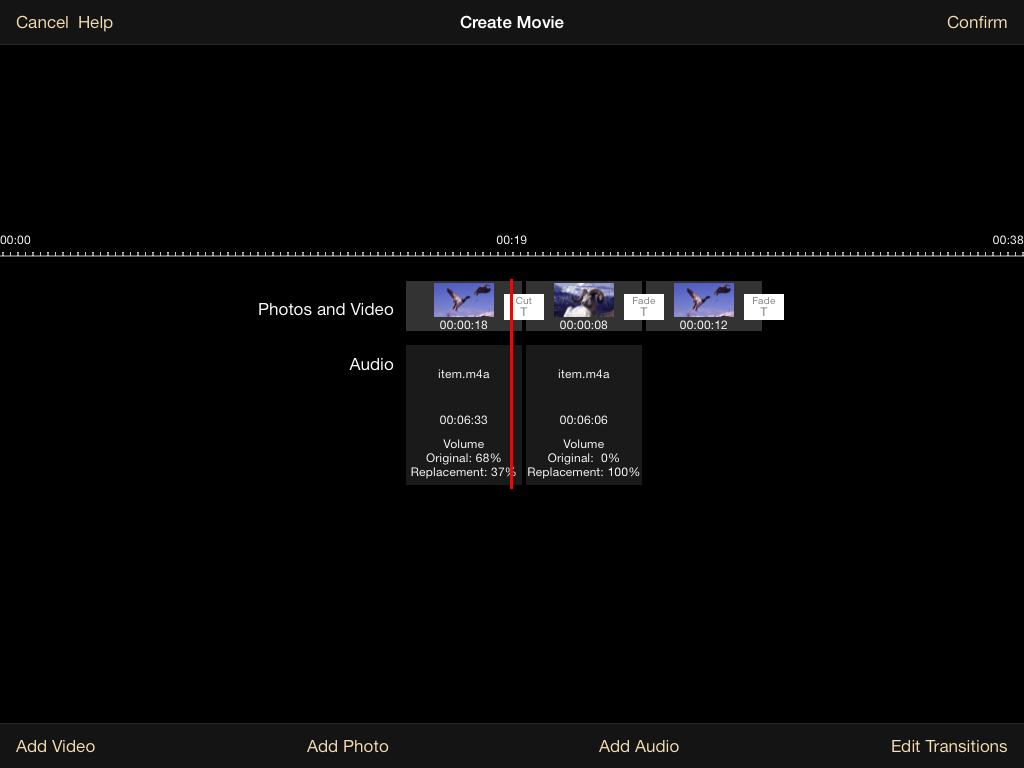 Cancel Help Create Movie Confirm
00:00 00:19 00:38
Photos and Video
Cut
T
Fade
T
Fade
T
00:00:18 00:00:08 00:00:12
Audio
item.m4a
00:06:33
Volume
Original: 68%
Replacement: 37%
item.m4a
00:06:06
Volume
Original: 0%
Replacement: 100%
Add Video Add Photo Add Audio Edit Transitions